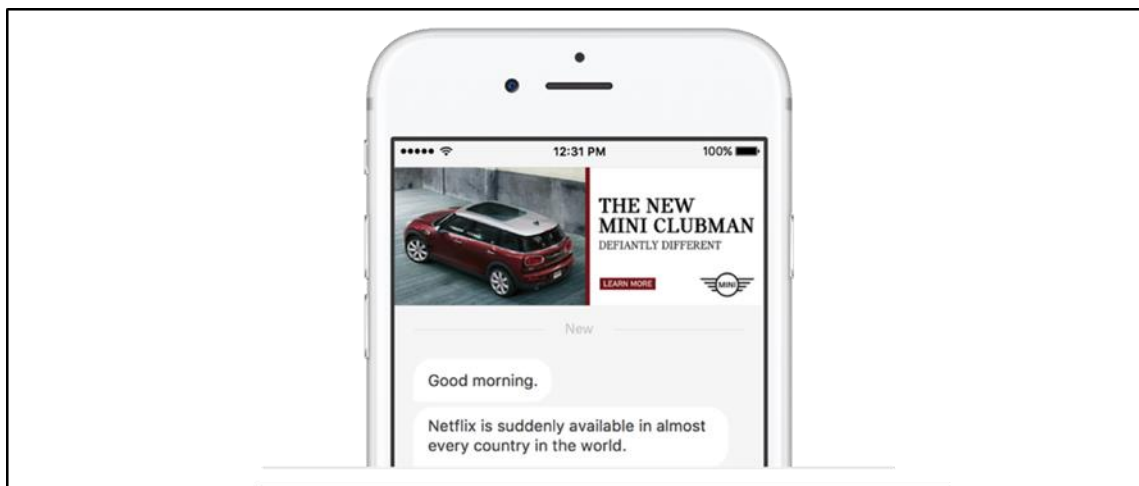 12:31 PM
100%
THE NEW
MINI CLUBMAN
DEFIANTLY DIFFERENT
LEARN MORE
MINI
New
Good morning.
Netflix is suddenly available in almost
every country in the world.